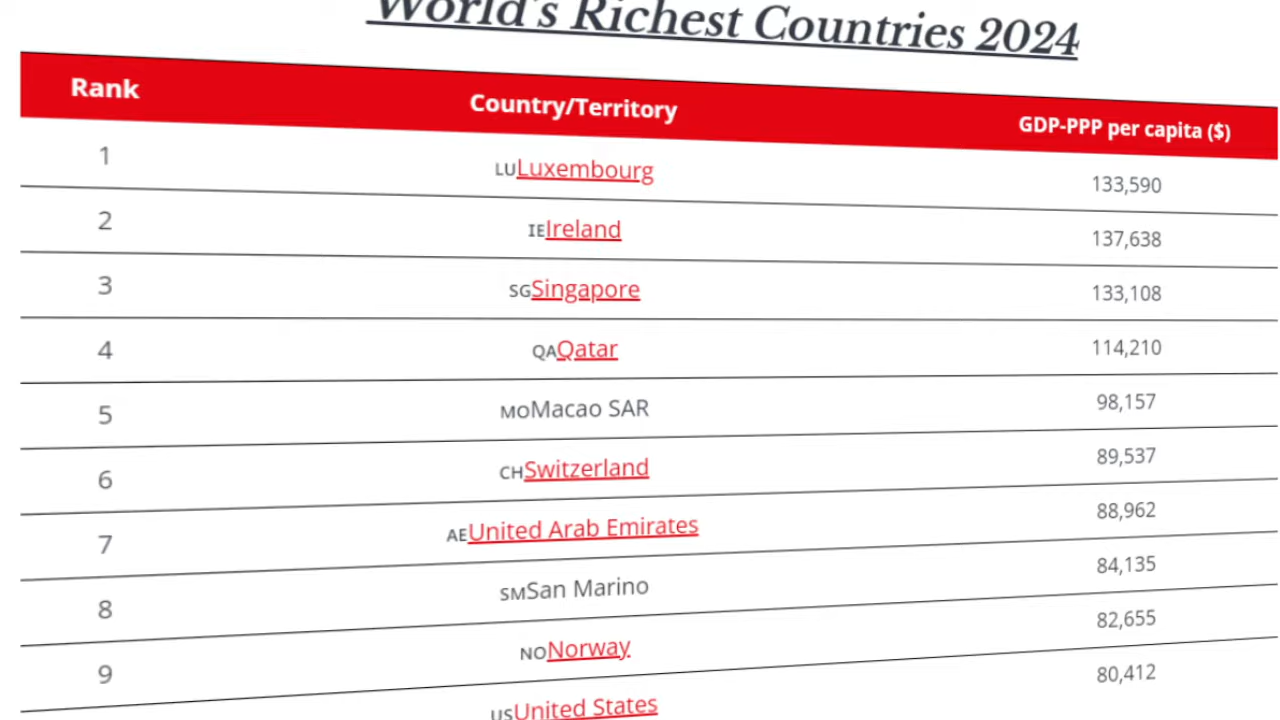 World's Richest Countries 2024
Rank Country/Territory GDP-PPP per capita ($)
1 LULuxembourg 133,590
2 IEIreland 137,638
3 SGSingapore 133,108
4 QAQatar 114,210
5 MOMacao SAR 98,157
6 CHSwitzerland 89,537
7 AEUnited Arab Emirates 88,962
8 SMSan Marino 84,135
9 NONorway 82,655
USUnited States 80,412